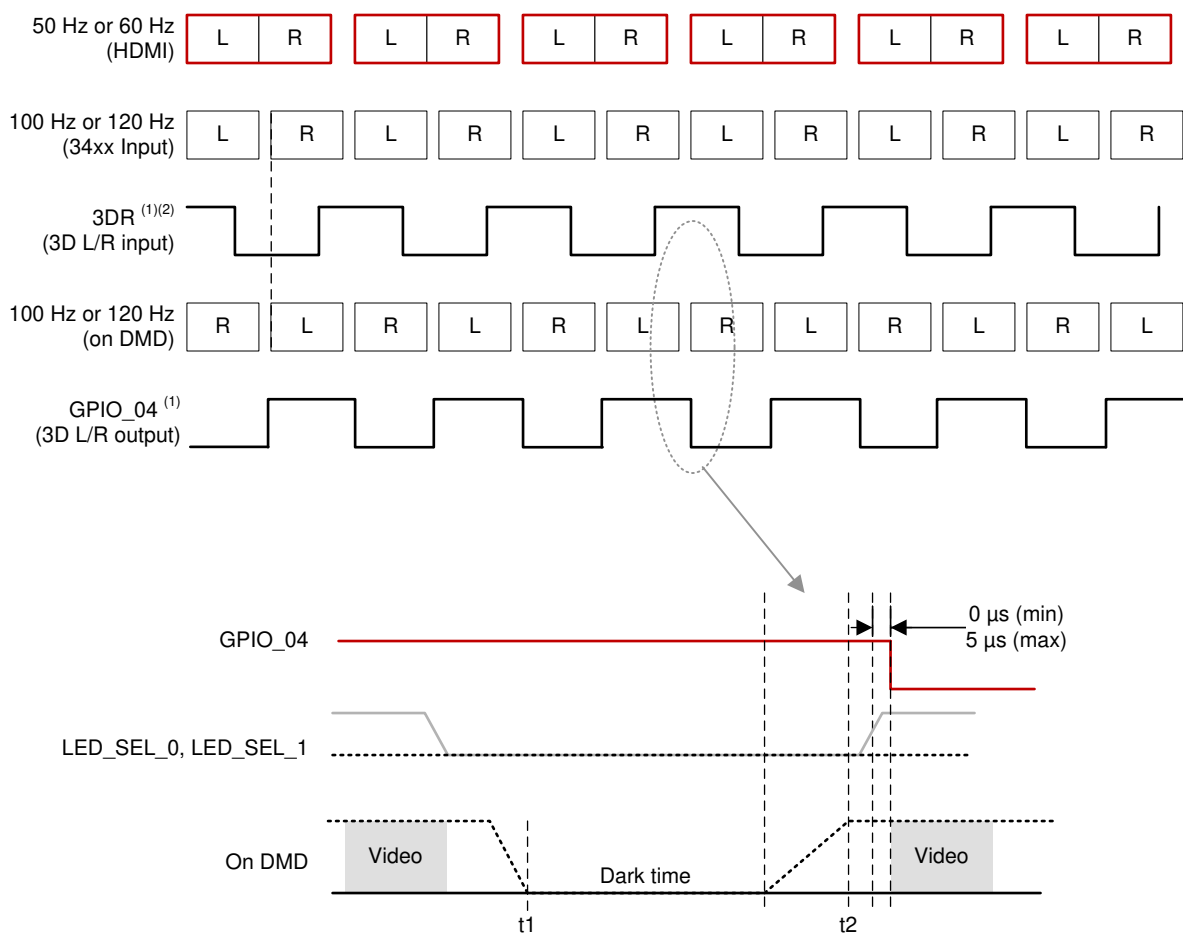 50 Hz or 60 Hz
(HDMI)
L R L R L R L R L R L R
100 Hz or 120 Hz
(34xx Input)
L R L R L R L R L R L R
3DR (1)(2)
(3D L/R input)
100 Hz or 120 Hz
(on DMD)
R L R L R L R L R L R L
GPIO_04 (1)
(3D L/R output)
0 µs (min)
5 µs (max)
GPIO_04
LED_SEL_0, LED_SEL_1
On DMD
Video
Dark time
Video
t1
t2